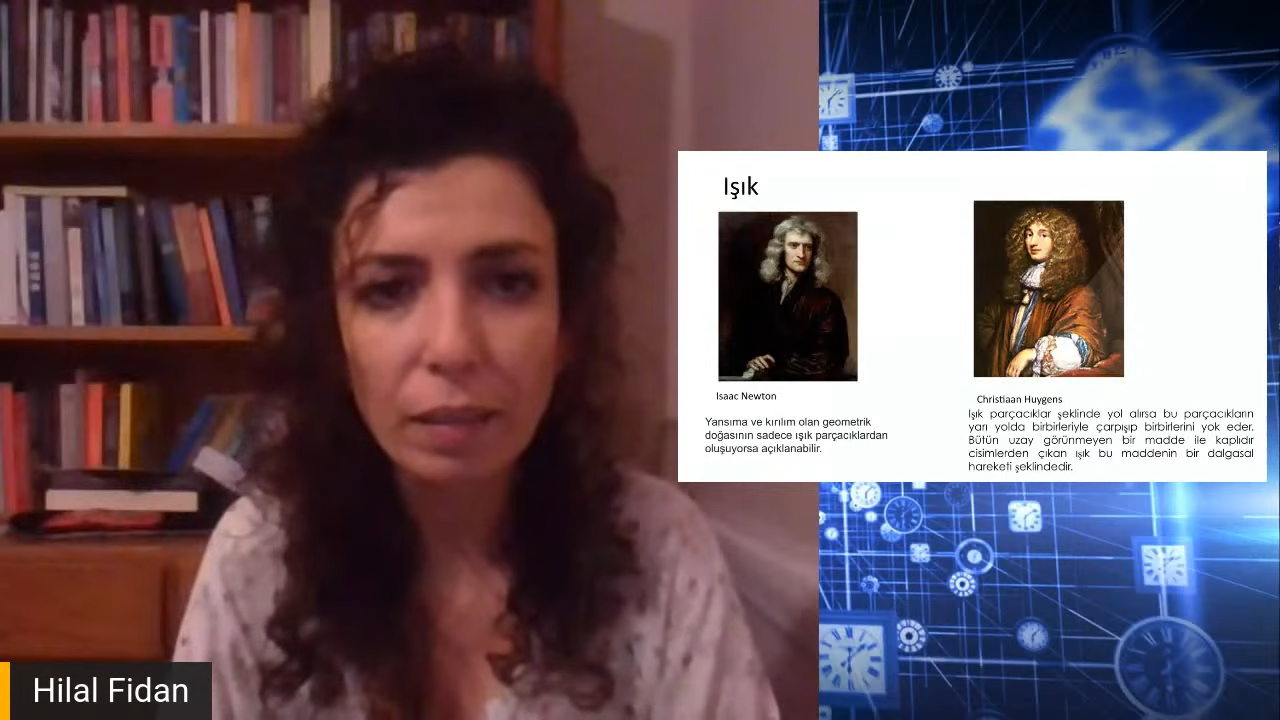 Işık
Isaac Newton
Yansıma ve kırılım olan geometrik
doğasının sadece ışık parçacıklardan
oluşuyorsa açıklanabilir.
Christiaan Huygens
Işık parçacıklar şeklinde yol alırsa bu parçacıkların
yarı yolda birbirleriyle çarpışıp birbirlerini yok eder.
Bütün uzay görünmeyen bir madde ile kaplıdır
cisimlerden çıkan ışık bu maddenin bir dalgasal
hareketi şeklindedir.
Hilal Fidan